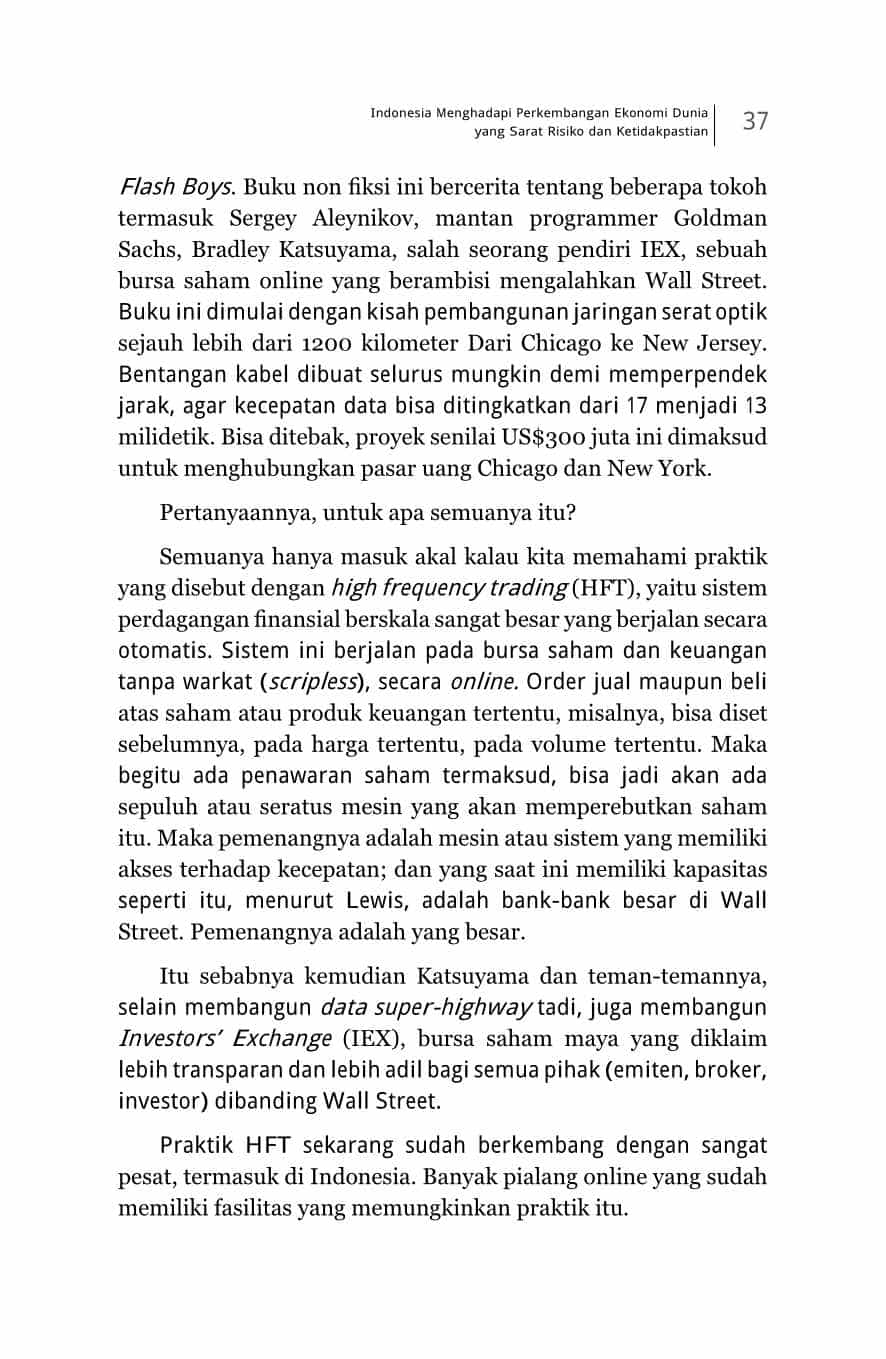 Indonesia Menghadapi Perkembangan Ekonomi Dunia
yang Sarat Risiko dan Ketidakpastian
37
Flash Boys. Buku non fiksi ini bercerita tentang beberapa tokoh
termasuk Sergey Aleynikov, mantan programmer Goldman
Sachs, Bradley Katsuyama, salah seorang pendiri IEX, sebuah
bursa saham online yang berambisi mengalahkan Wall Street.
Buku ini dimulai dengan kisah pembangunan jaringan serat optik
sejauh lebih dari 1200 kilometer Dari Chicago ke New Jersey.
Bentangan kabel dibuat selurus mungkin demi memperpendek
jarak, agar kecepatan data bisa ditingkatkan dari 17 menjadi 13
milidetik. Bisa ditebak, proyek senilai US$300 juta ini dimaksud
untuk menghubungkan pasar uang Chicago dan New York.
Pertanyaannya, untuk apa semuanya itu?
Semuanya hanya masuk akal kalau kita memahami praktik
yang disebut dengan high frequency trading (HFT), yaitu sistem
perdagangan finansial berskala sangat besar yang berjalan secara
otomatis. Sistem ini berjalan pada bursa saham dan keuangan
tanpa warkat (scripless), secara online. Order jual maupun beli
atas saham atau produk keuangan tertentu, misalnya, bisa diset
sebelumnya, pada harga tertentu, pada volume tertentu. Maka
begitu ada penawaran saham termaksud, bisa jadi akan ada
sepuluh atau seratus mesin yang akan memperebutkan saham
itu. Maka pemenangnya adalah mesin atau sistem yang memiliki
akses terhadap kecepatan; dan yang saat ini memiliki kapasitas
seperti itu, menurut Lewis, adalah bank-bank besar di Wall
Street. Pemenangnya adalah yang besar.
Itu sebabnya kemudian Katsuyama dan teman-temannya,
selain membangun data super-highway tadi, juga membangun
Investors’ Exchange (IEX), bursa saham maya yang diklaim
lebih transparan dan lebih adil bagi semua pihak (emiten, broker,
investor) dibanding Wall Street.
Praktik HFT sekarang sudah berkembang dengan sangat
pesat, termasuk di Indonesia. Banyak pialang online yang sudah
memiliki fasilitas yang memungkinkan praktik itu.